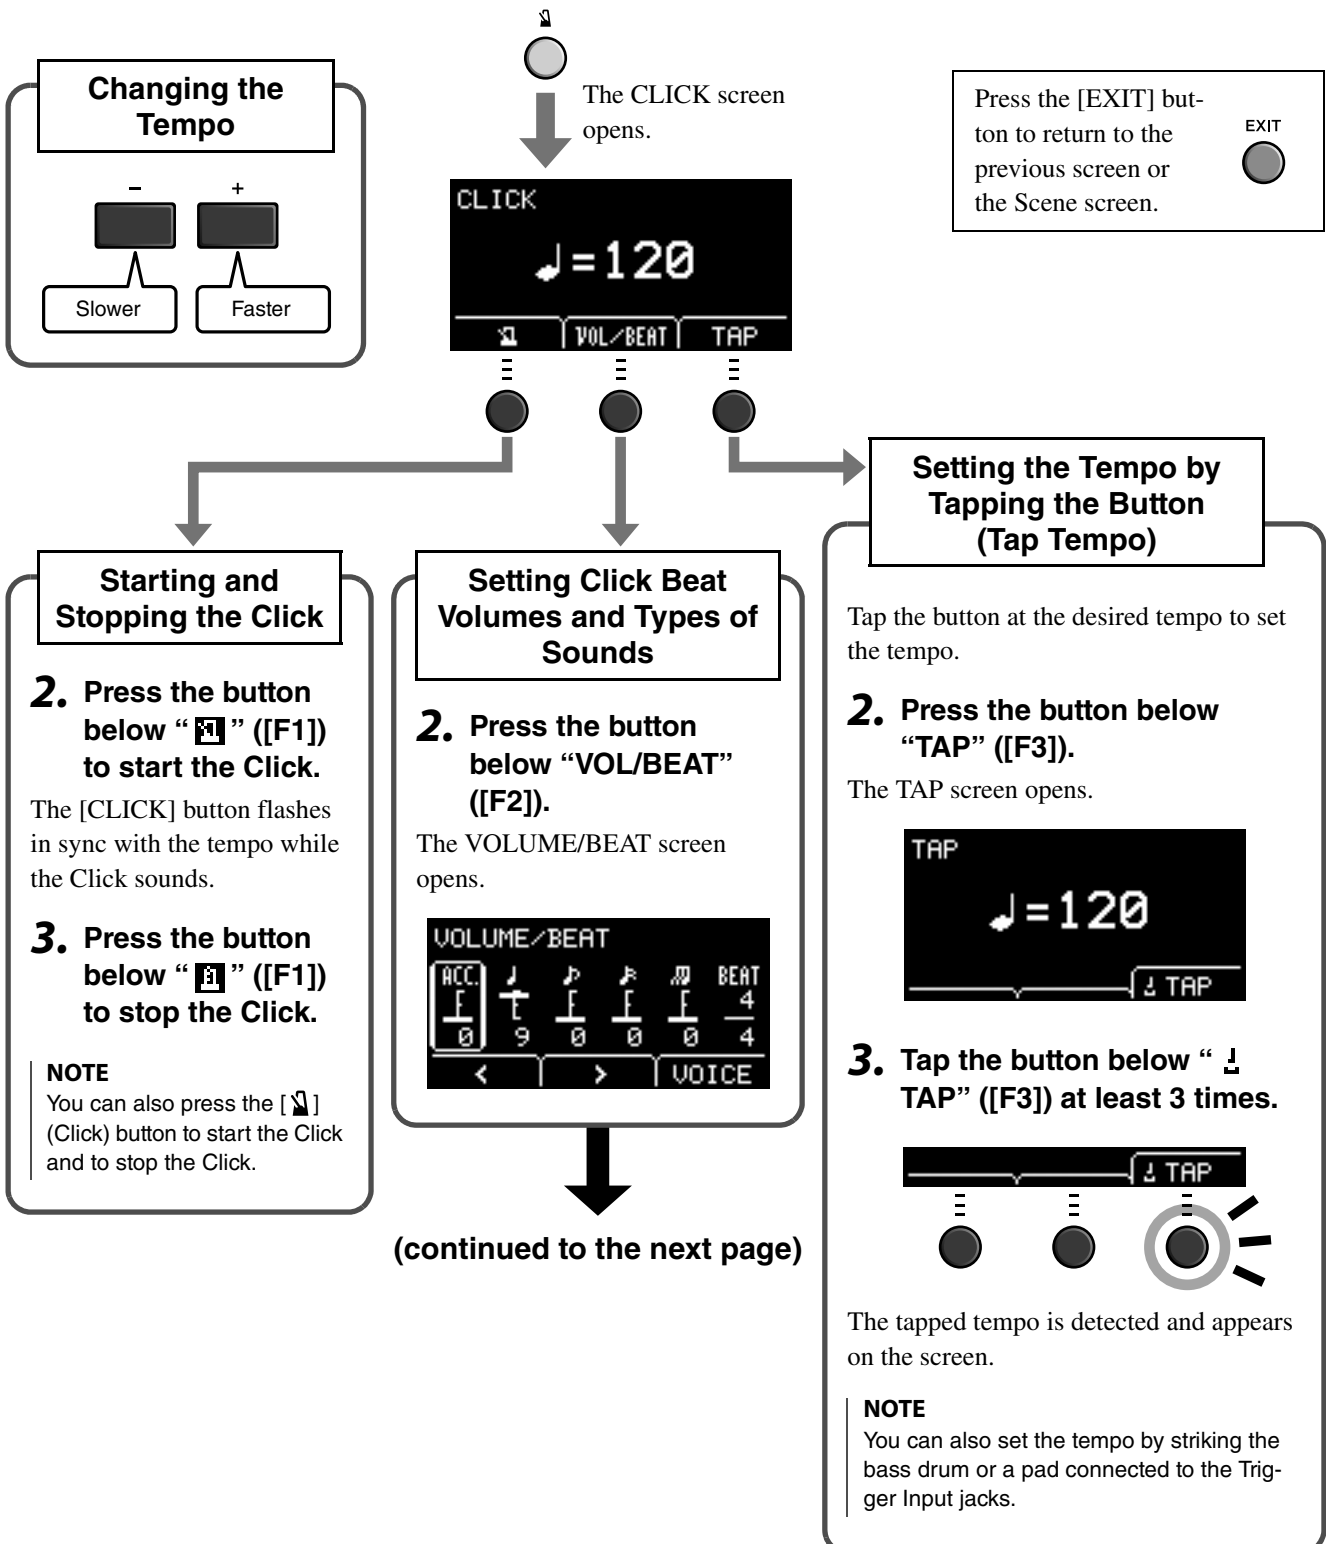 Changing the
Tempo
–
+
Slower
Faster
The CLICK screen
opens.
CLICK
♩=120
VOL/BEAT
TAP
Press the [EXIT] but-
ton to return to the
previous screen or
the Scene screen.
EXIT
Starting and
Stopping the Click
2. Press the button
below “ ” ([F1])
to start the Click.
The [CLICK] button flashes
in sync with the tempo while
the Click sounds.
3. Press the button
below “ ” ([F1])
to stop the Click.
NOTE
You can also press the [ ]
(Click) button to start the Click
and to stop the Click.
Setting Click Beat
Volumes and Types of
Sounds
2. Press the button
below “VOL/BEAT”
([F2]).
The VOLUME/BEAT screen
opens.
VOLUME/BEAT
ACC. BEAT
4
0 9 0 0 0 4
< > VOICE
(continued to the next page)
Setting the Tempo by
Tapping the Button
(Tap Tempo)
Tap the button at the desired tempo to set
the tempo.
2. Press the button below
“TAP” ([F3]).
The TAP screen opens.
TAP
♩=120
TAP
3. Tap the button below “
TAP” ([F3]) at least 3 times.
TAP
The tapped tempo is detected and appears
on the screen.
NOTE
You can also set the tempo by striking the
bass drum or a pad connected to the Trig-
ger Input jacks.